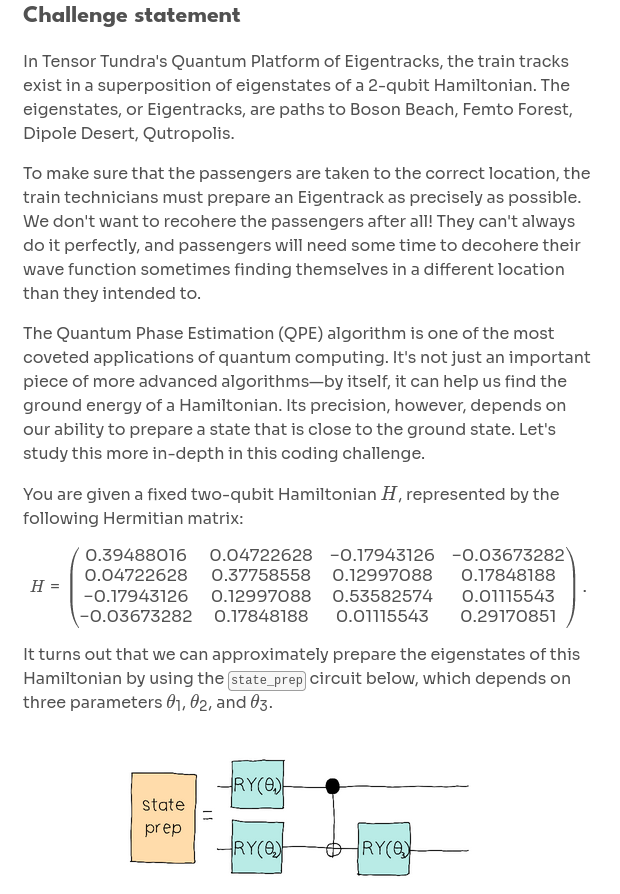 Challenge statement
In Tensor Tundra's Quantum Platform of Eigentracks, the train tracks
exist in a superposition of eigenstates of a 2-qubit Hamiltonian. The
eigenstates, or Eigentracks, are paths to Boson Beach, Femto Forest,
Dipole Desert, Qutropolis.
To make sure that the passengers are taken to the correct location, the
train technicians must prepare an Eigentrack as precisely as possible.
We don't want to recohere the passengers after all! They can't always
do it perfectly, and passengers will need some time to decohere their
wave function sometimes finding themselves in a different location
than they intended to.
The Quantum Phase Estimation (QPE) algorithm is one of the most
coveted applications of quantum computing. It's not just an important
piece of more advanced algorithms—by itself, it can help us find the
ground energy of a Hamiltonian. Its precision, however, depends on
our ability to prepare a state that is close to the ground state. Let's
study this more in-depth in this coding challenge.
You are given a fixed two-qubit Hamiltonian H, represented by the
following Hermitian matrix:
0.39488016 0.04722628 −0.17943126 −0.03673282
0.04722628 0.37758558 0.12997088 0.17848188
H = −0.17943126 0.12997088 0.53582574 0.01115543 .
−0.03673282 0.17848188 0.01115543 0.29170851
It turns out that we can approximately prepare the eigenstates of this
Hamiltonian by using the state_prep circuit below, which depends on
three parameters θ₁, θ₂, and θ₃.
RY(θ₁)
state
prep
=
RY(θ₂) RY(θ₃)